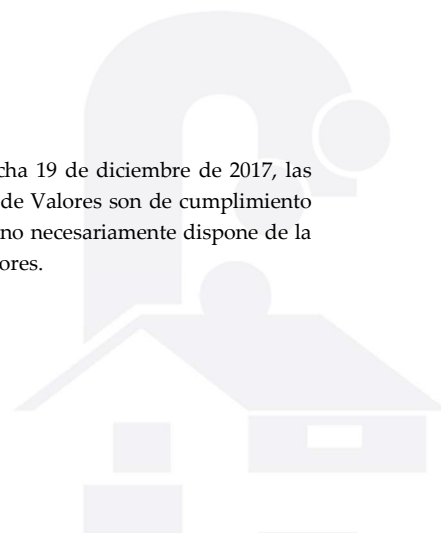 cha 19 de diciembre de 2017, las
de Valores son de cumplimiento
no necesariamente dispone de la
ores.